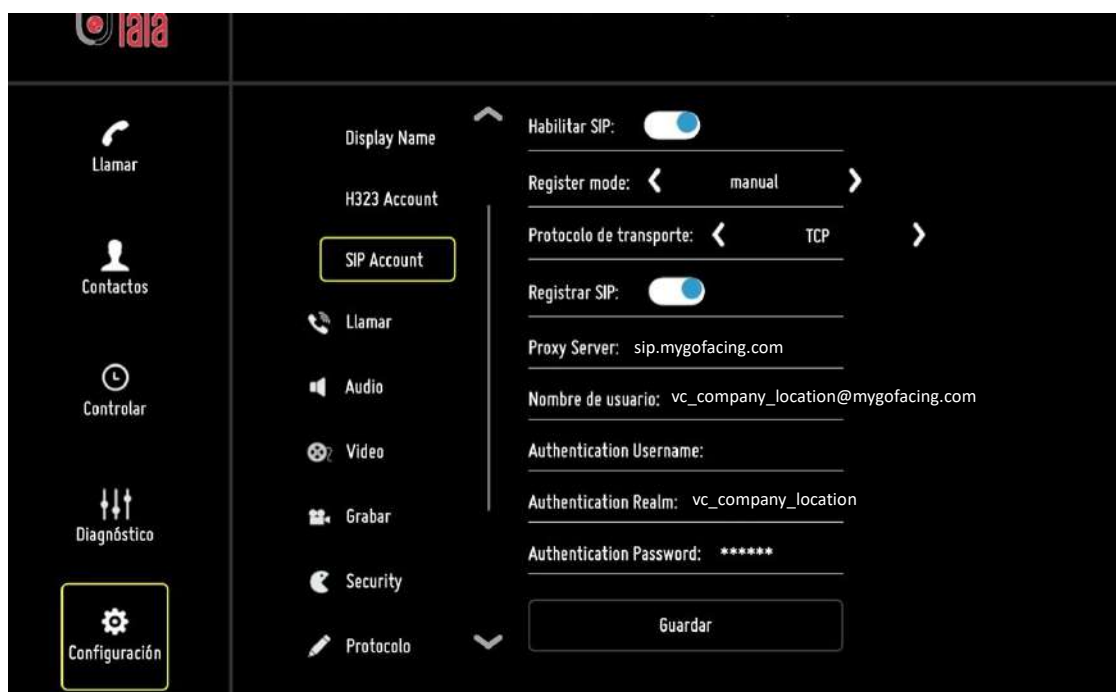 lala
Llamar
Contactos
Controlar
Diagnóstico
Configuración
Display Name
H323 Account
SIP Account
Llamar
Audio
Video
Grabar
Security
Protocolo
Habilitar SIP:
Register mode: manual
Protocolo de transporte: TCP
Registrar SIP:
Proxy Server: sip.mygofacing.com
Nombre de usuario: vc_company_location@mygofacing.com
Authentication Username:
Authentication Realm: vc_company_location
Authentication Password: ******
Guardar